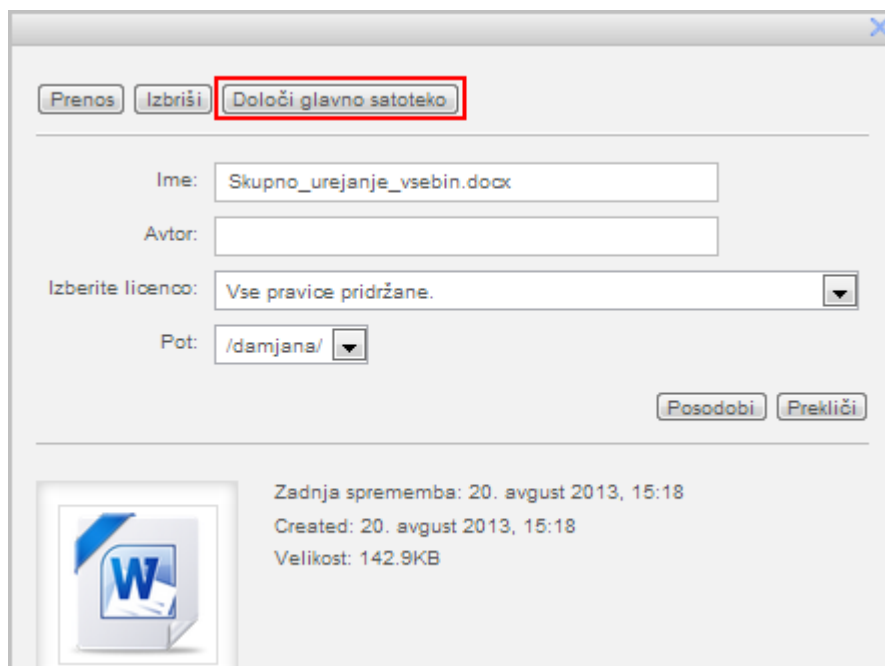 Prenos Izbriši Določi glavno satoteko
Ime: Skupno_urejanje_vsebin.docx
Avtor:
Izberite licenco: Vse pravice pridržane.
Pot: /damjana/
Posodobi Prekliči
Zadnja sprememba: 20. avgust 2013, 15:18
Created: 20. avgust 2013, 15:18
Velikost: 142.9KB
W